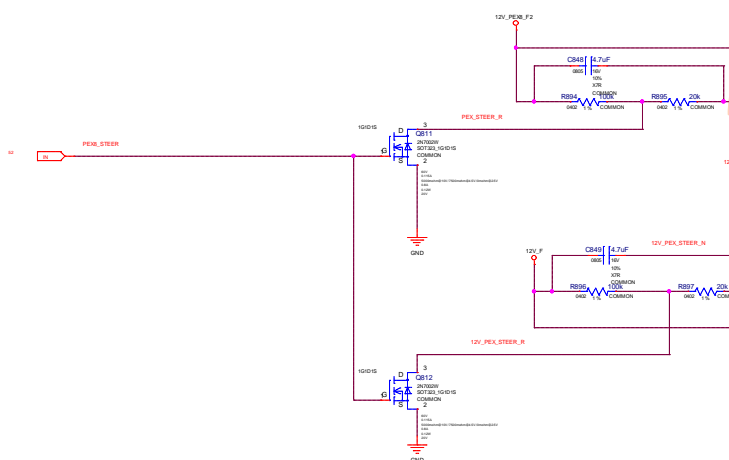 12V_PEX8_F2
C848 4.7uF
0805 16V
10%
X7R
COMMON
R894 100k
0402 1% COMMON
R895 20k
0402 1% COMMON
PEX_STEER_R
1G1D1S
D 3
Q811
2N7002W
SOT323_1G1D1S
COMMON
G
S 2
PEX8_STEER
IN
GND
12V_F
C849 4.7uF
0805 16V
10%
X7R
COMMON
12V_PEX_STEER_N
R896 100k
0402 1% COMMON
R897 20k
0402 1% COM
12V_PEX_STEER_R
1G1D1S
D 3
Q812
2N7002W
SOT323_1G1D1S
COMMON
G
S 2
GND